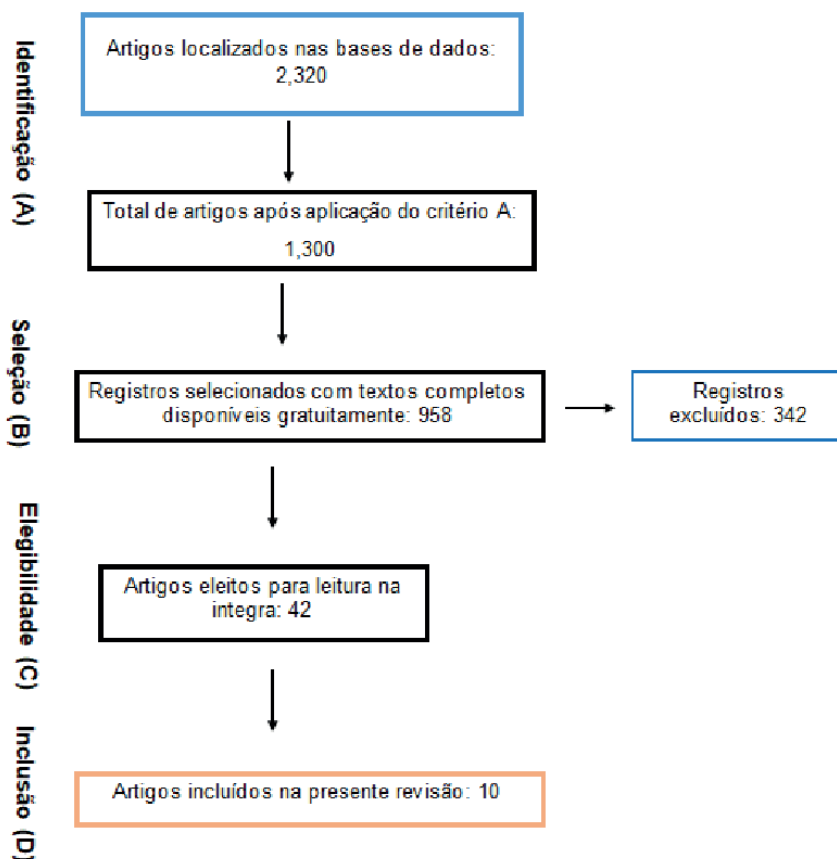 Identificação (A)
Artigos localizados nas bases de dados:
2,320
Total de artigos após aplicação do critério A:
1,300
Seleção (B)
Registros selecionados com textos completos
disponíveis gratuitamente: 958
Registros
excluídos: 342
Elegibilidade (C)
Artigos eleitos para leitura na
integra: 42
Inclusão (D)
Artigos incluídos na presente revisão: 10